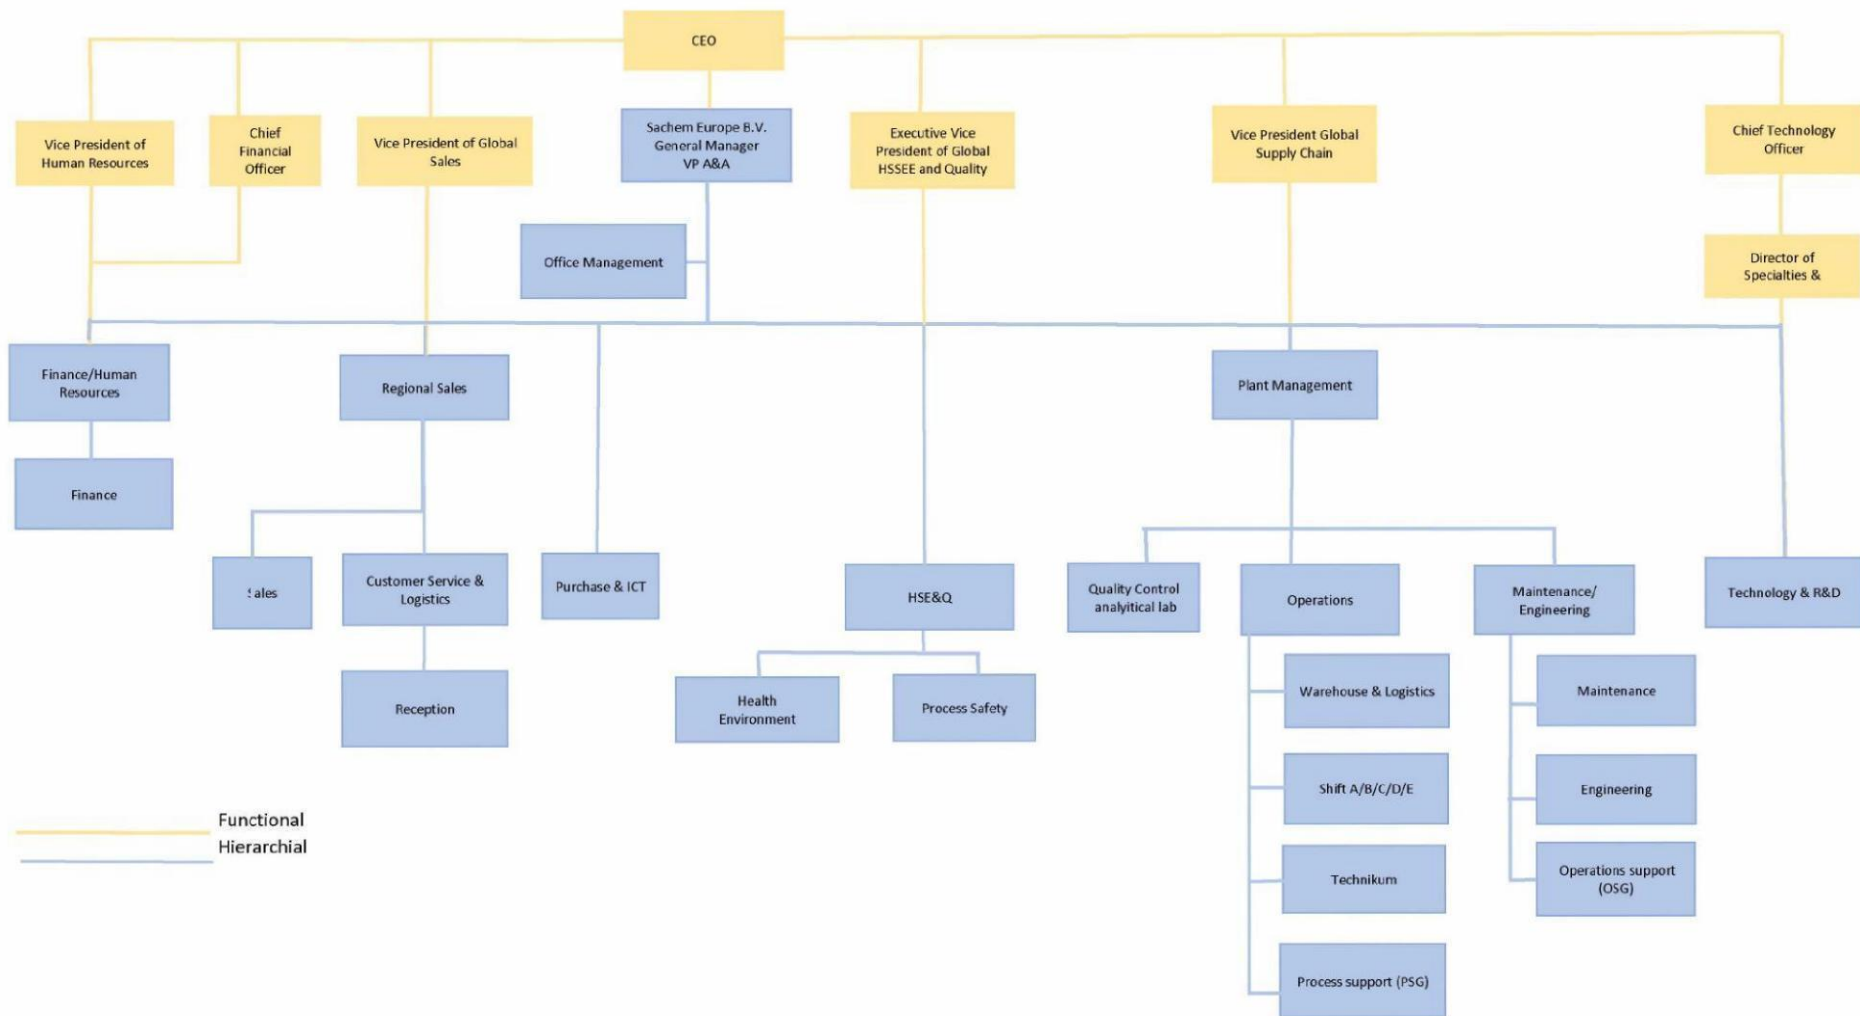 CEO
Vice President of
Human Resources
Chief
Financial
Officer
Vice President of Global
Sales
Sachem Europe B.V.
General Manager
VP A&A
Executive Vice
President of Global
HSSEE and Quality
Vice President Global
Supply Chain
Chief Technology
Officer
Office Management
Director of
Specialties &
Finance/Human
Resources
Regional Sales
Plant Management
Finance
Sales
Customer Service &
Logistics
Purchase & ICT
HSE&Q
Quality Control
analyitical lab
Operations
Maintenance/
Engineering
Technology & R&D
Reception
Health
Environment
Process Safety
Warehouse & Logistics
Maintenance
Shift A/B/C/D/E
Engineering
Technikum
Operations support
(OSG)
Process support (PSG)
Functional
Hierarchial